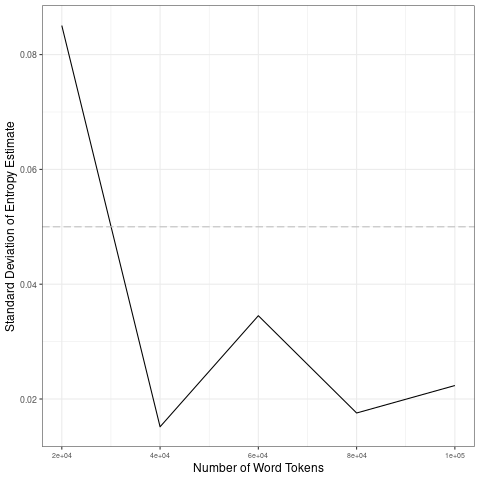 0.08
0.06
0.04
0.02
Standard Deviation of Entropy Estimate
2e+04 4e+04 6e+04 8e+04 1e+05
Number of Word Tokens